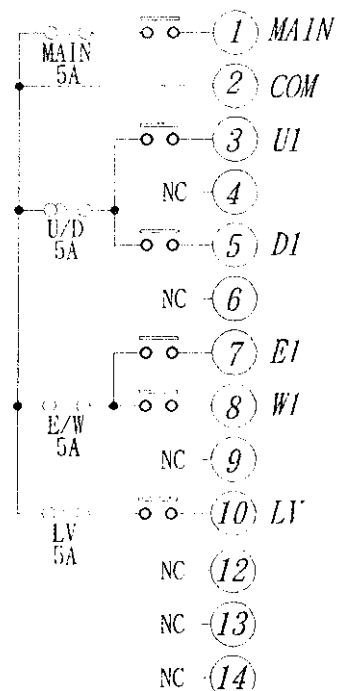 1 MAIN
MAIN
5A
2 COM
3 U1
NC 4
U/D
5A
5 D1
NC 6
7 E1
E/W
5A
8 W1
NC 9
10 LV
LV
5A
NC 12
NC 13
NC 14